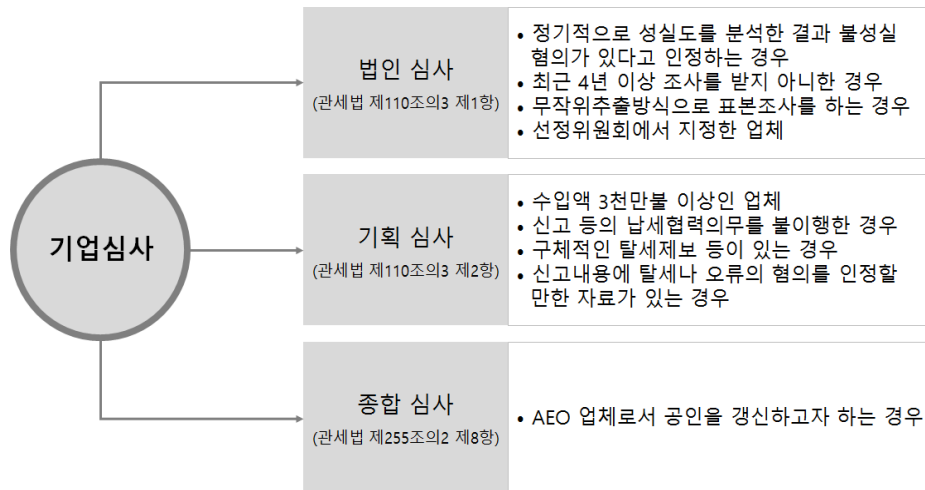 기업심사
법인 심사
(관세법 제110조의3 제1항)
• 정기적으로 성실도를 분석한 결과 불성실
혐의가 있다고 인정하는 경우
• 최근 4년 이상 조사를 받지 아니한 경우
• 무작위추출방식으로 표본조사를 하는 경우
• 선정위원회에서 지정한 업체
기획 심사
(관세법 제110조의3 제2항)
• 수입액 3천만불 이상인 업체
• 신고 등의 납세협력의무를 불이행한 경우
• 구체적인 탈세제보 등이 있는 경우
• 신고내용에 탈세나 오류의 혐의를 인정할
만한 자료가 있는 경우
종합 심사
(관세법 제255조의2 제8항)
• AEO 업체로서 공인을 갱신하고자 하는 경우